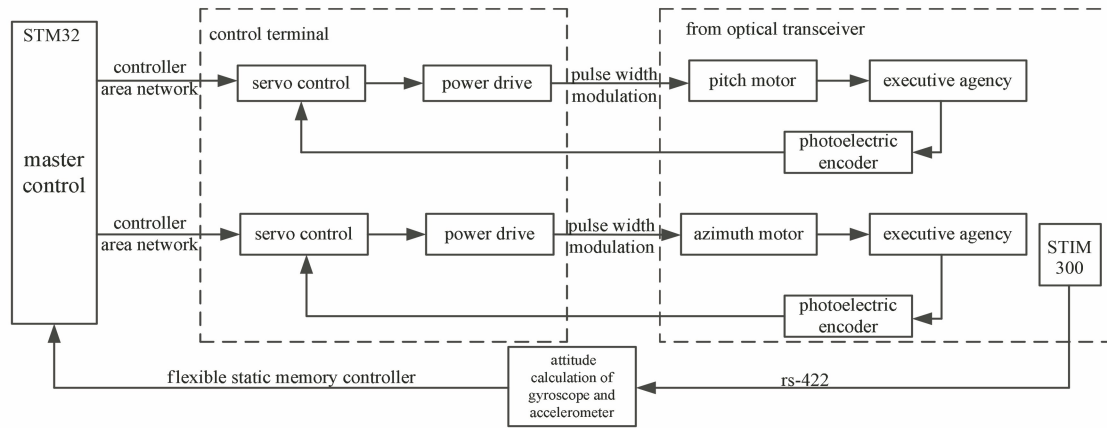 STM32
master
control
control terminal
from optical transceiver
controller
area network
servo control
power drive
pulse width
modulation
pitch motor
executive agency
photoelectric
encoder
controller
area network
servo control
power drive
pulse width
modulation
azimuth motor
executive agency
STIM
300
photoelectric
encoder
flexible static memory controller
attitude
calculation of
gyroscope and
accelerometer
rs-422